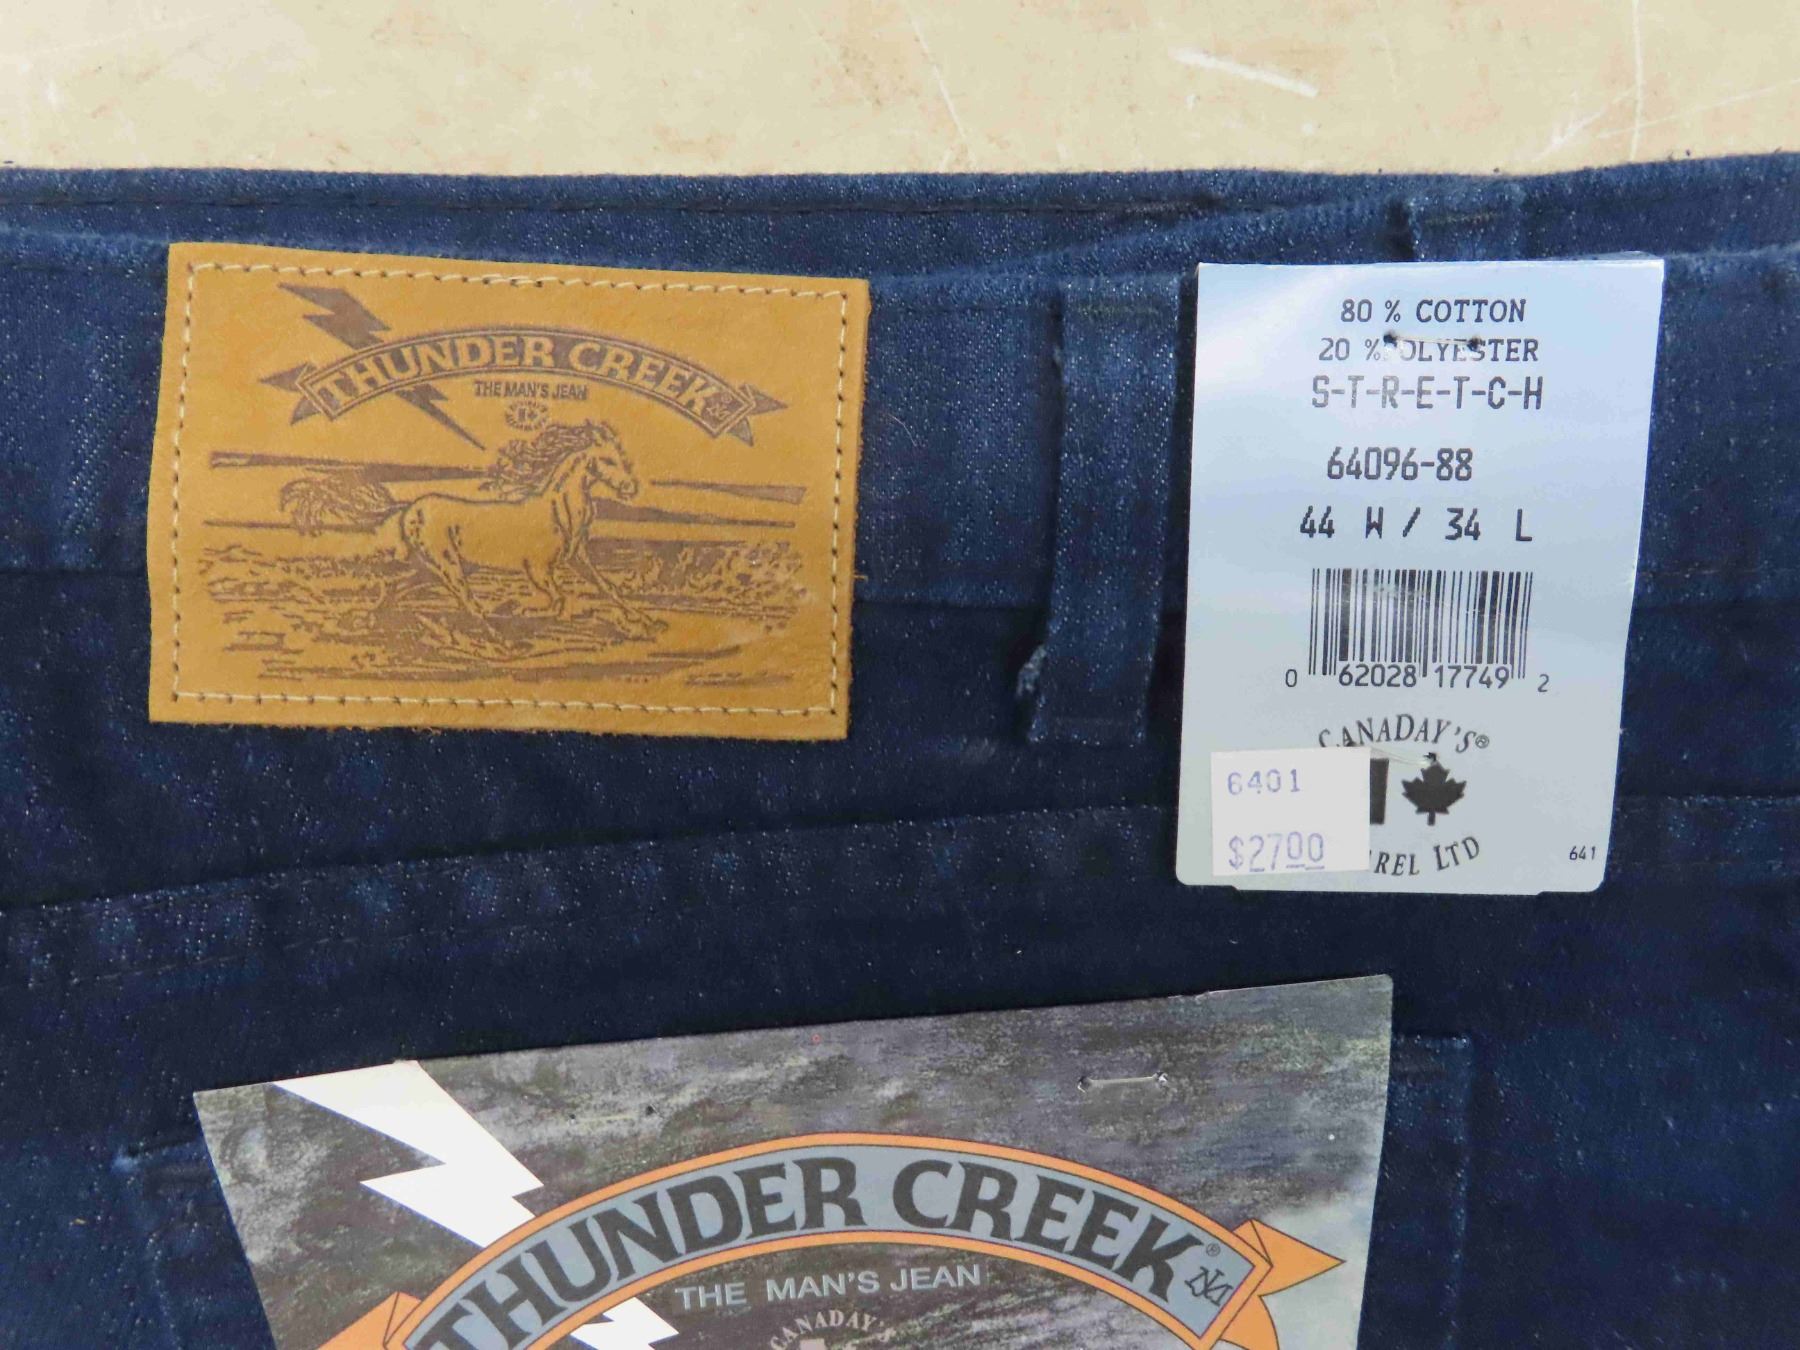 THUNDER CREEK
THE MAN'S JEAN
80 % COTTON
20 % POLYESTER
S-T-R-E-T-C-H
64096-88
44 W / 34 L
0 62028 17749 2
CANADAY'S®
6401
$2700
REL LTD
641
THUNDER CREEK®
THE MAN'S JEAN
CANADAY'S